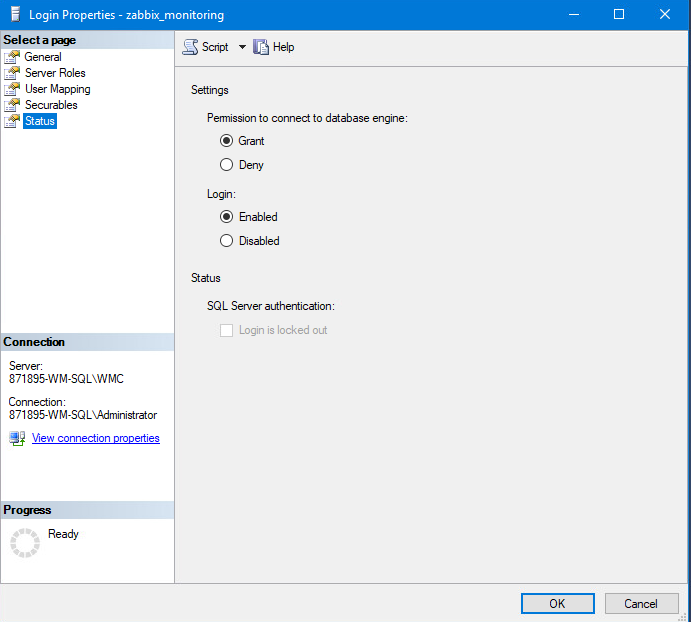 Login Properties - zabbix_monitoring
Select a page
General
Server Roles
User Mapping
Securables
Status
Script
Help
Settings
Permission to connect to database engine:
Grant
Deny
Login:
Enabled
Disabled
Status
SQL Server authentication:
Login is locked out
Connection
Server:
871895-WM-SQL\WMC
Connection:
871895-WM-SQL\Administrator
View connection properties
Progress
Ready
OK
Cancel